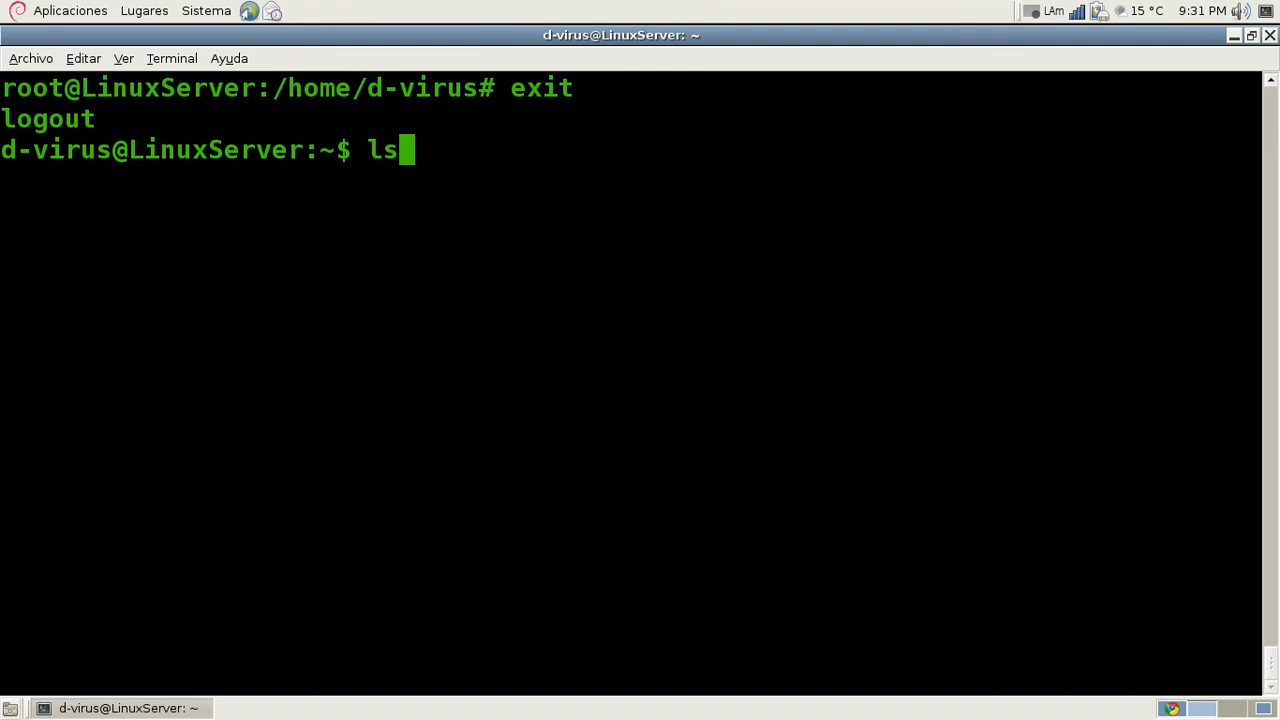 Aplicaciones Lugares Sistema LAm 15 °C 9:31 PM
d-virus@LinuxServer: ~
Archivo Editar Ver Terminal Ayuda
root@LinuxServer:/home/d-virus# exit
logout
d-virus@LinuxServer:~$ ls
d-virus@LinuxServer: ~